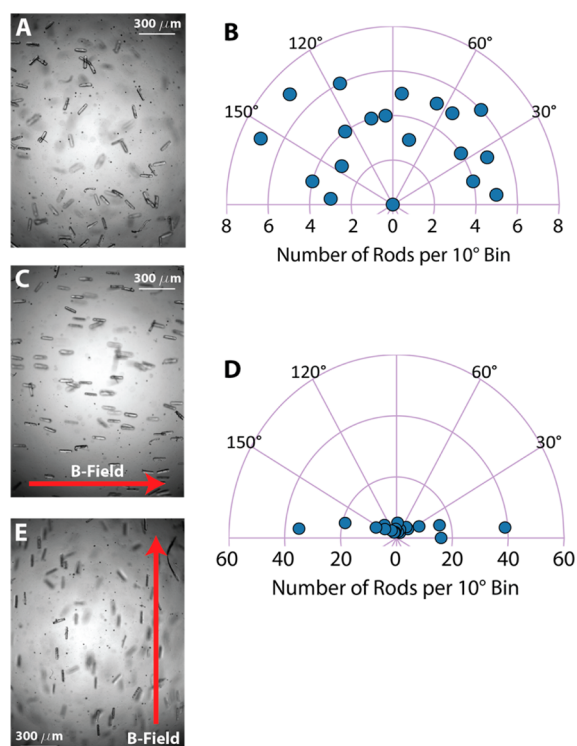 A
300 µm
B
120°
60°
150°
30°
8 6 4 2 0 2 4 6 8
Number of Rods per 10° Bin
C
300 µm
B-Field
D
120°
60°
150°
30°
60 40 20 0 20 40 60
Number of Rods per 10° Bin
E
300 µm
B-Field